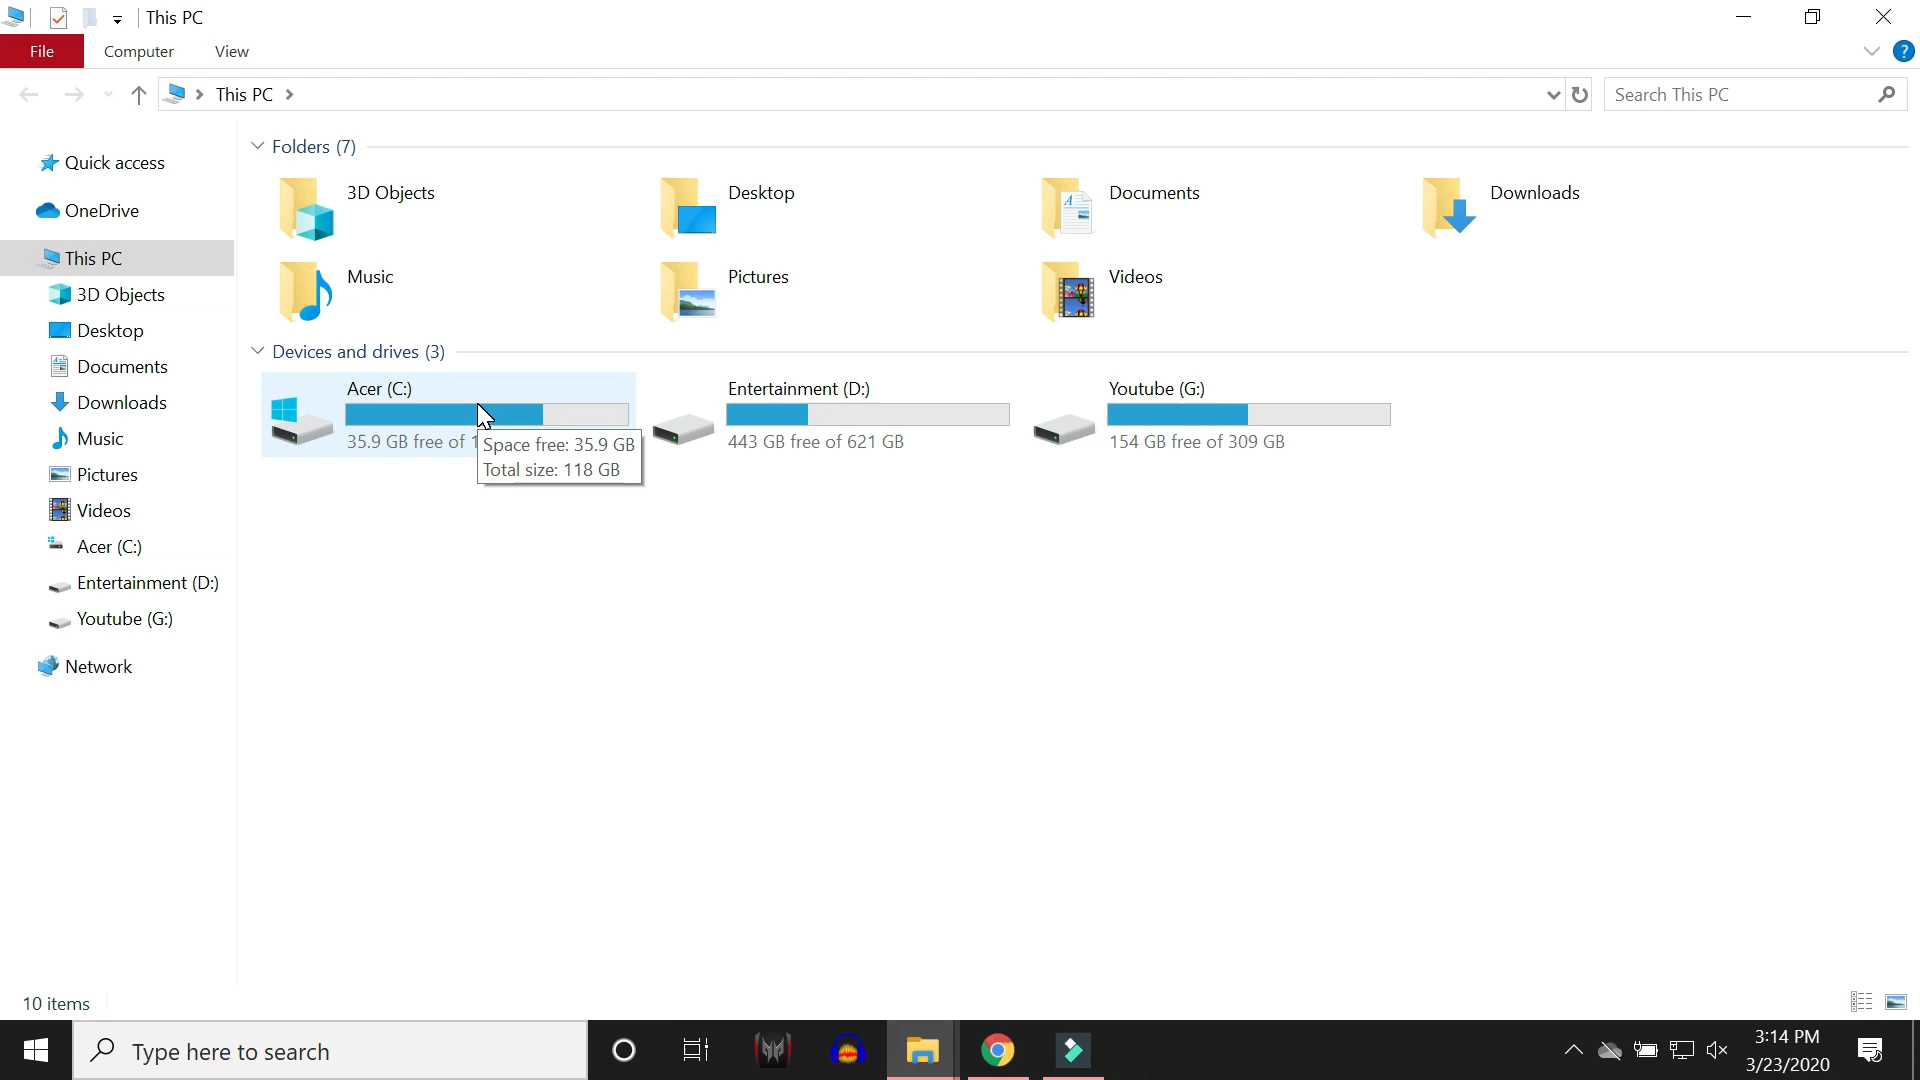 This PC
File Computer View
This PC
Search This PC
Quick access
OneDrive
This PC
3D Objects
Desktop
Documents
Downloads
Music
Pictures
Videos
Acer (C:)
Entertainment (D:)
Youtube (G:)
Network
Folders (7)
3D Objects
Desktop
Documents
Downloads
Music
Pictures
Videos
Devices and drives (3)
Acer (C:)
35.9 GB free of 1
Space free: 35.9 GB
Total size: 118 GB
Entertainment (D:)
443 GB free of 621 GB
Youtube (G:)
154 GB free of 309 GB
10 items
Type here to search
3:14 PM
3/23/2020